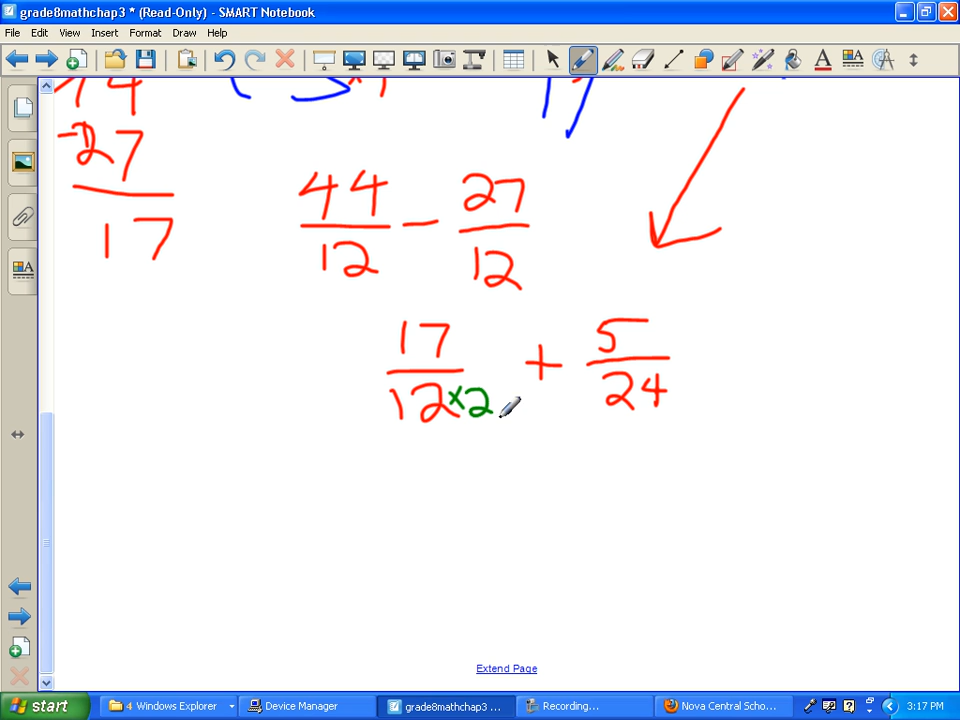 grade8mathchap3 * (Read-Only) - SMART Notebook
File Edit View Insert Format Draw Help
- 27
17
44/12 - 27/12
17/12 ×2 + 5/24
Extend Page
start 4 Windows Explorer Device Manager grade8mathchap3 ... Recording... Nova Central Scho... 3:17 PM